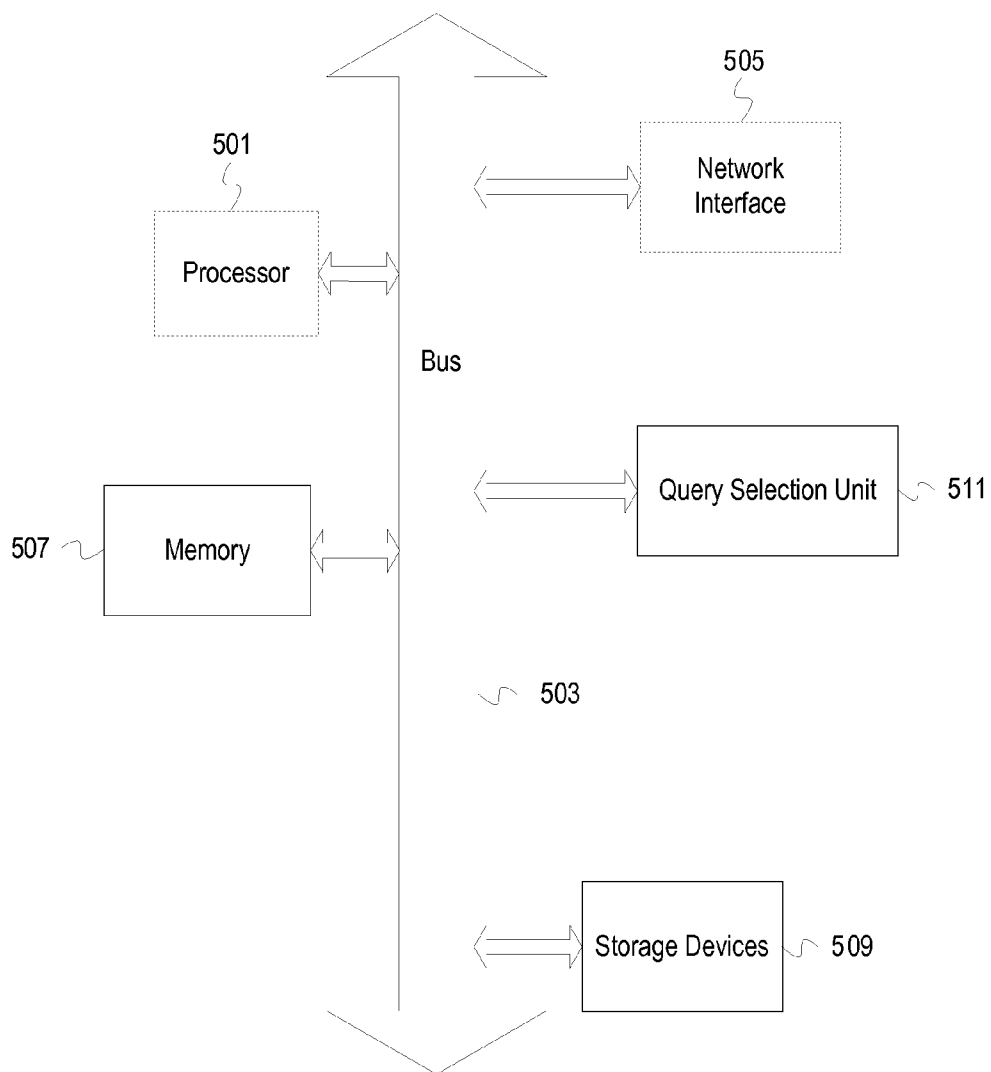 505
Network
Interface
501
Processor
Bus
Query Selection Unit
511
507
Memory
503
Storage Devices
509